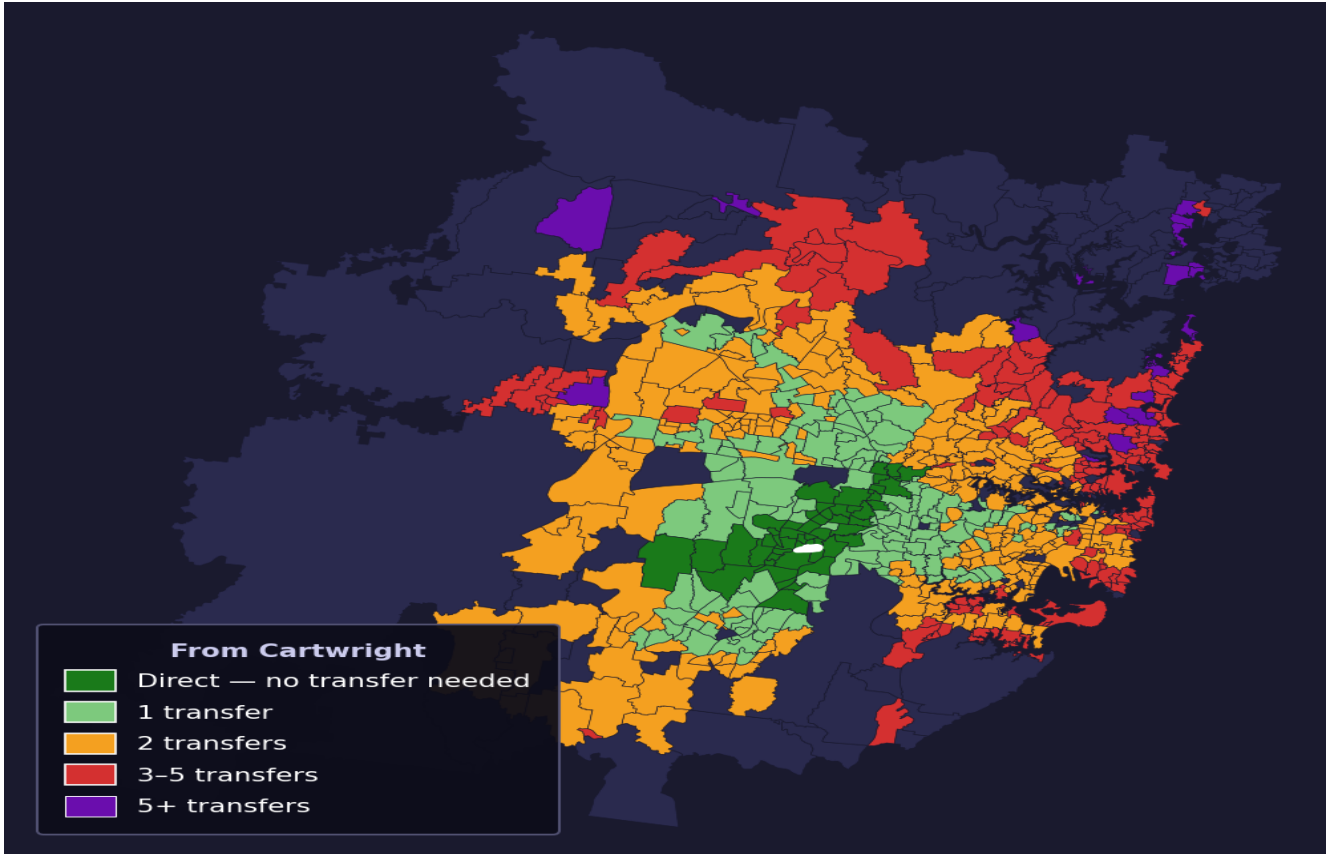 From Cartwright
Direct — no transfer needed
1 transfer
2 transfers
3–5 transfers
5+ transfers